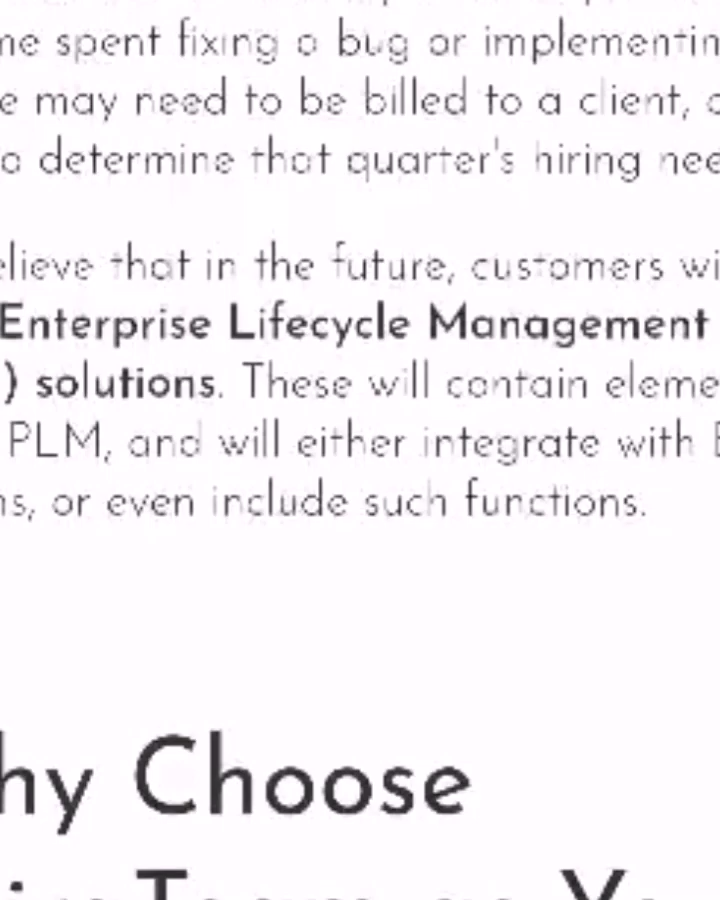 me spent fixing a bug or implementin
e may need to be billed to a client,
a determine that quarter's hiring nee
elieve that in the future, customers wi
Enterprise Lifecycle Management
) solutions. These will contain eleme
PLM, and will either integrate with E
ns, or even include such functions.
hy Choose